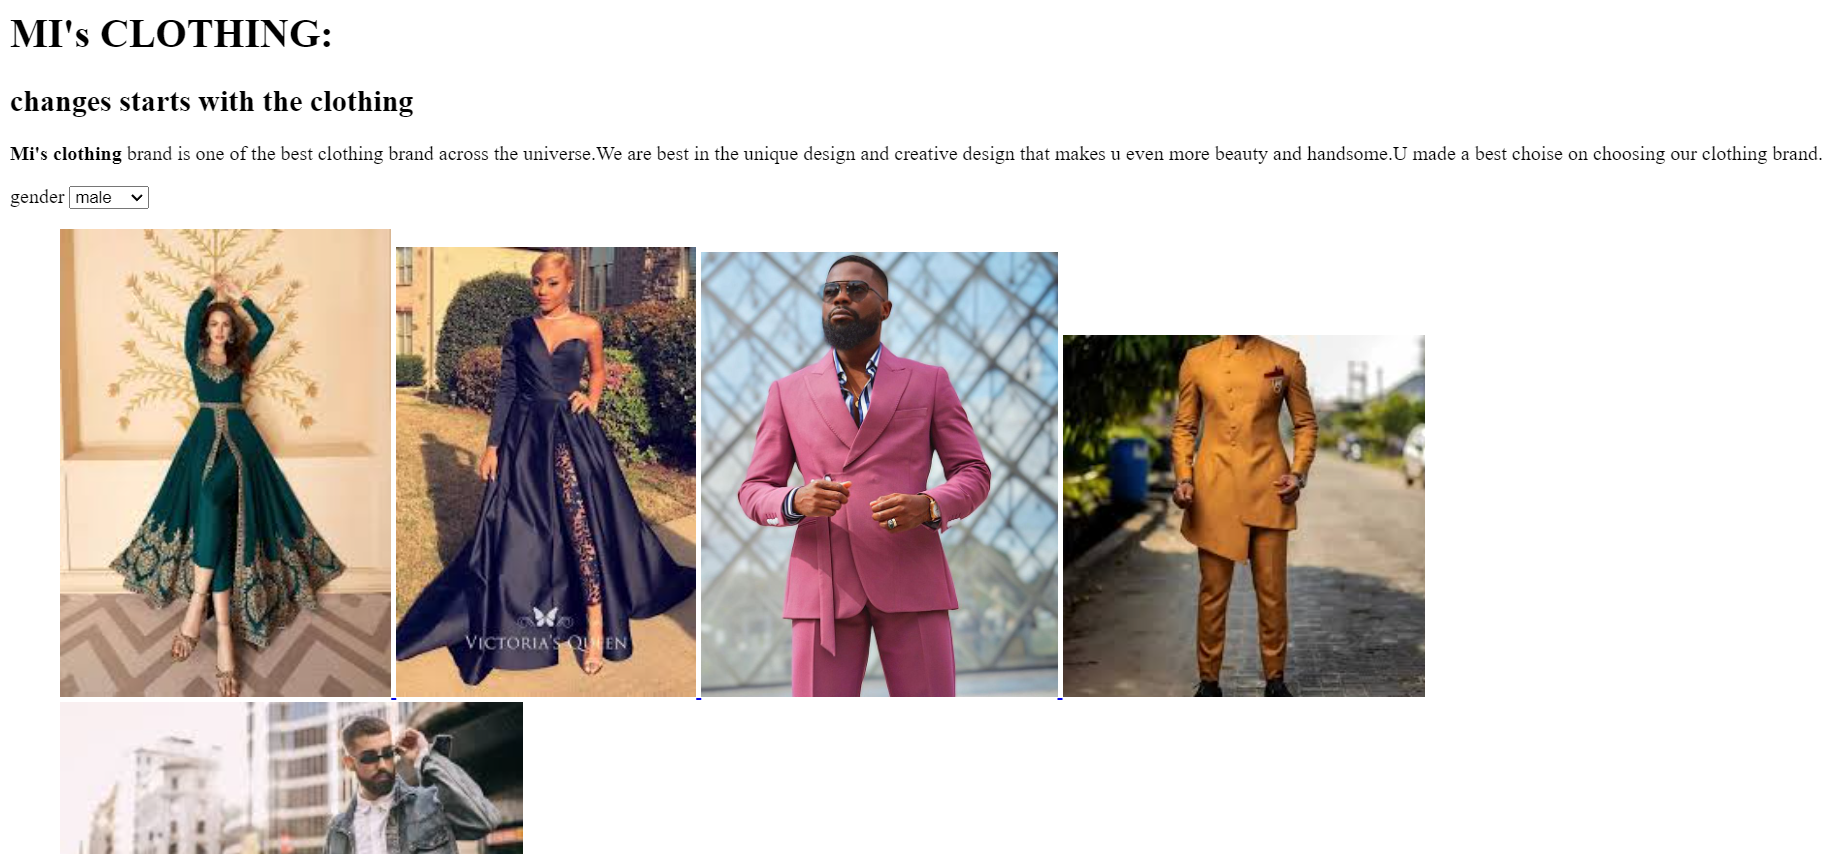 MI's CLOTHING:
changes starts with the clothing
Mi's clothing brand is one of the best clothing brand across the universe.We are best in the unique design and creative design that makes u even more beauty and handsome.U made a best choise on choosing our clothing brand.
gender male
VICTORIA'S QUEEN